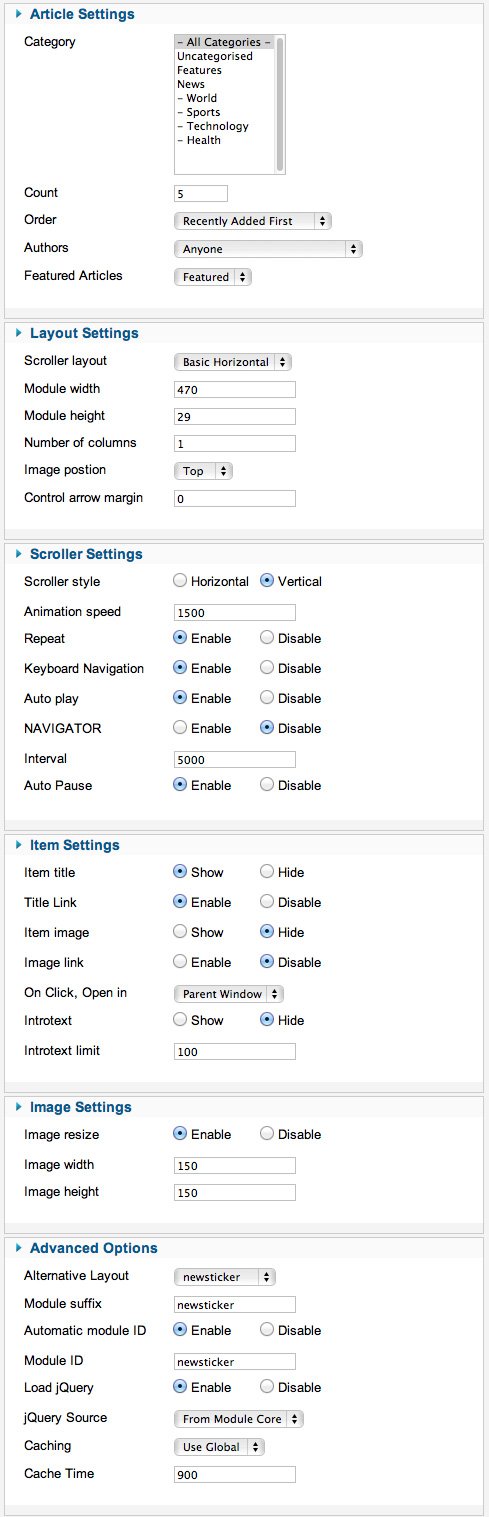 Article Settings
Category
- All Categories -
Uncategorised
Features
News
- World
- Sports
- Technology
- Health
Count 5
Order Recently Added First
Authors Anyone
Featured Articles Featured
Layout Settings
Scroller layout Basic Horizontal
Module width 470
Module height 29
Number of columns 1
Image postion Top
Control arrow margin 0
Scroller Settings
Scroller style Horizontal Vertical
Animation speed 1500
Repeat Enable Disable
Keyboard Navigation Enable Disable
Auto play Enable Disable
NAVIGATOR Enable Disable
Interval 5000
Auto Pause Enable Disable
Item Settings
Item title Show Hide
Title Link Enable Disable
Item image Show Hide
Image link Enable Disable
On Click, Open in Parent Window
Introtext Show Hide
Introtext limit 100
Image Settings
Image resize Enable Disable
Image width 150
Image height 150
Advanced Options
Alternative Layout newsticker
Module suffix newsticker
Automatic module ID Enable Disable
Module ID newsticker
Load jQuery Enable Disable
jQuery Source From Module Core
Caching Use Global
Cache Time 900